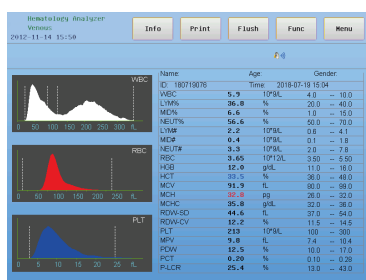 Hematology Analyzer
Venous
2012-11-14 15:50
Info
Print
Flush
Func
Menu
Name: Age: Gender:
ID: 180719076 Time: 2018-07-19 15:04
WBC 5.9 10^9/L 4.0 -- 10.0
LYM% 36.8 % 20.0 -- 40.0
MID% 6.6 % 1.0 -- 15.0
NEUT% 56.6 % 50.0 -- 70.0
LYM# 2.2 10^9/L 0.6 -- 4.1
MID# 0.4 10^9/L 0.1 -- 1.8
NEUT# 3.3 10^9/L 2.0 -- 7.8
RBC 3.65 10^12/L 3.50 -- 5.50
HGB 12.0 g/dL 11.0 -- 16.0
HCT 33.5 % 36.0 -- 48.0
MCV 91.9 fL 80.0 -- 99.0
MCH 32.8 pg 26.0 -- 32.0
MCHC 35.8 g/dL 32.0 -- 36.0
RDW-SD 44.6 fL 37.0 -- 54.0
RDW-CV 12.2 % 11.5 -- 14.5
PLT 213 10^9/L 100 -- 300
MPV 9.8 fL 7.4 -- 10.4
PDW 12.5 % 10.0 -- 17.0
PCT 0.20 % 0.10 -- 0.28
P-LCR 25.4 % 13.0 -- 43.0
WBC
0 50 100 150 200 300 fL
RBC
0 50 100 150 200 250 fL
PLT
0 5 10 15 20 25 fL